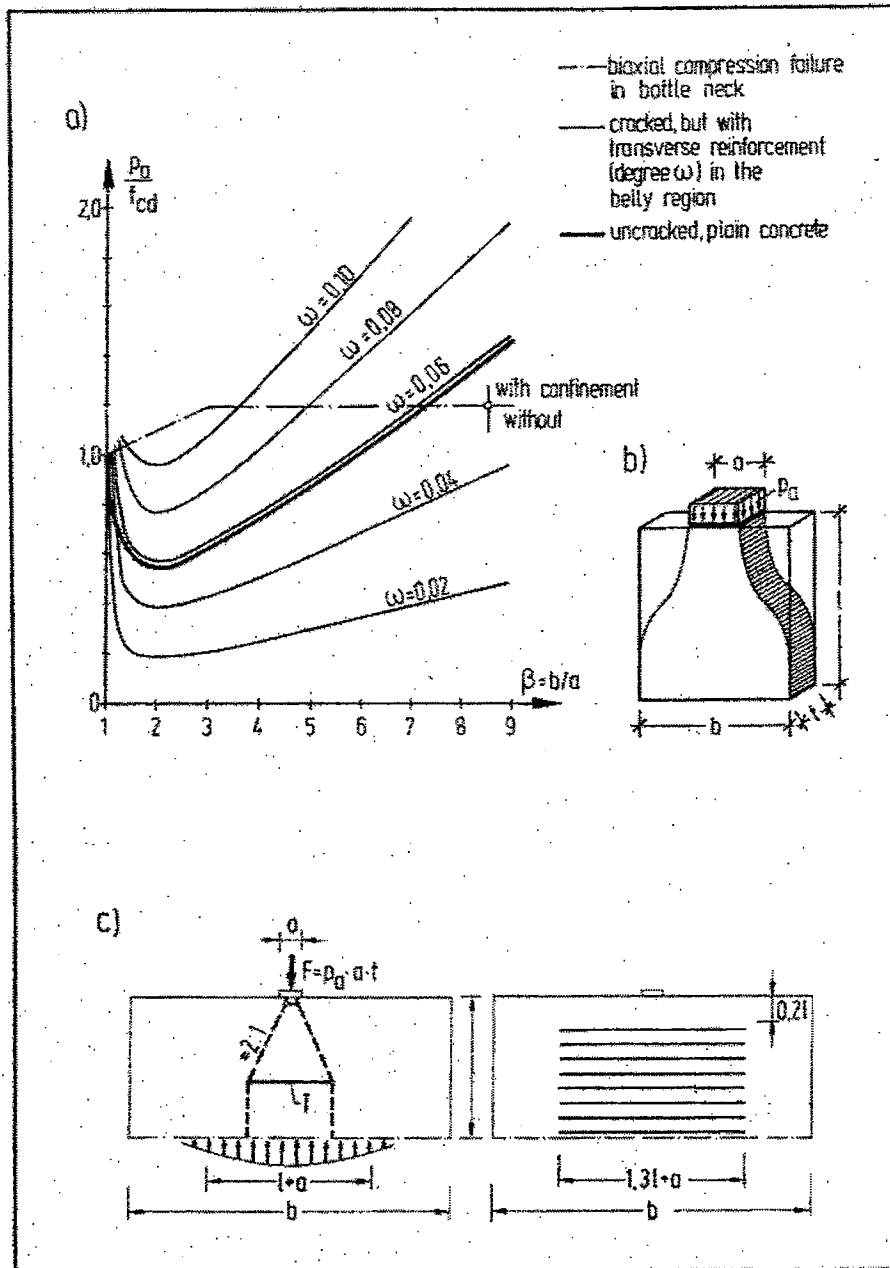 biaxial compression failure
in bottle neck
cracked, but with
transverse reinforcement
(degree ω) in the
belly region
uncracked, plain concrete
a)
pa
fcd
2,0
1,0
0
ω=0,10
ω=0,08
ω=0,06
ω=0,04
ω=0,02
with confinement
without
1 2 3 4 5 6 7 8 9
β=b/a
b)
a
pa
b
t
c)
a
F=pa·a·t
≈2:1
T
l+a
b
0,2l
1,3l+a
b